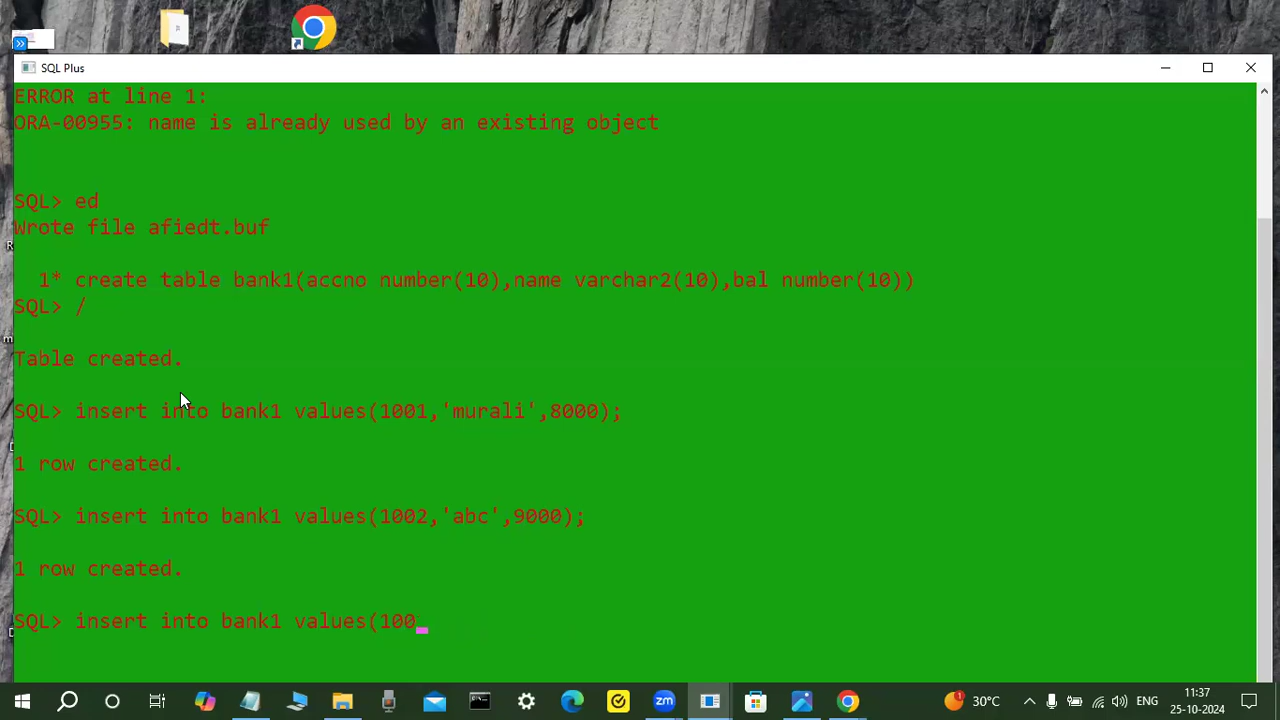 SQL Plus
ERROR at line 1:
ORA-00955: name is already used by an existing object
SQL> ed
Wrote file afiedt.buf
1* create table bank1(accno number(10),name varchar2(10),bal number(10))
SQL> /
Table created.
SQL> insert into bank1 values(1001,'murali',8000);
1 row created.
SQL> insert into bank1 values(1002,'abc',9000);
1 row created.
SQL> insert into bank1 values(100
zm
1
30°C
ENG
11:37
25-10-2024